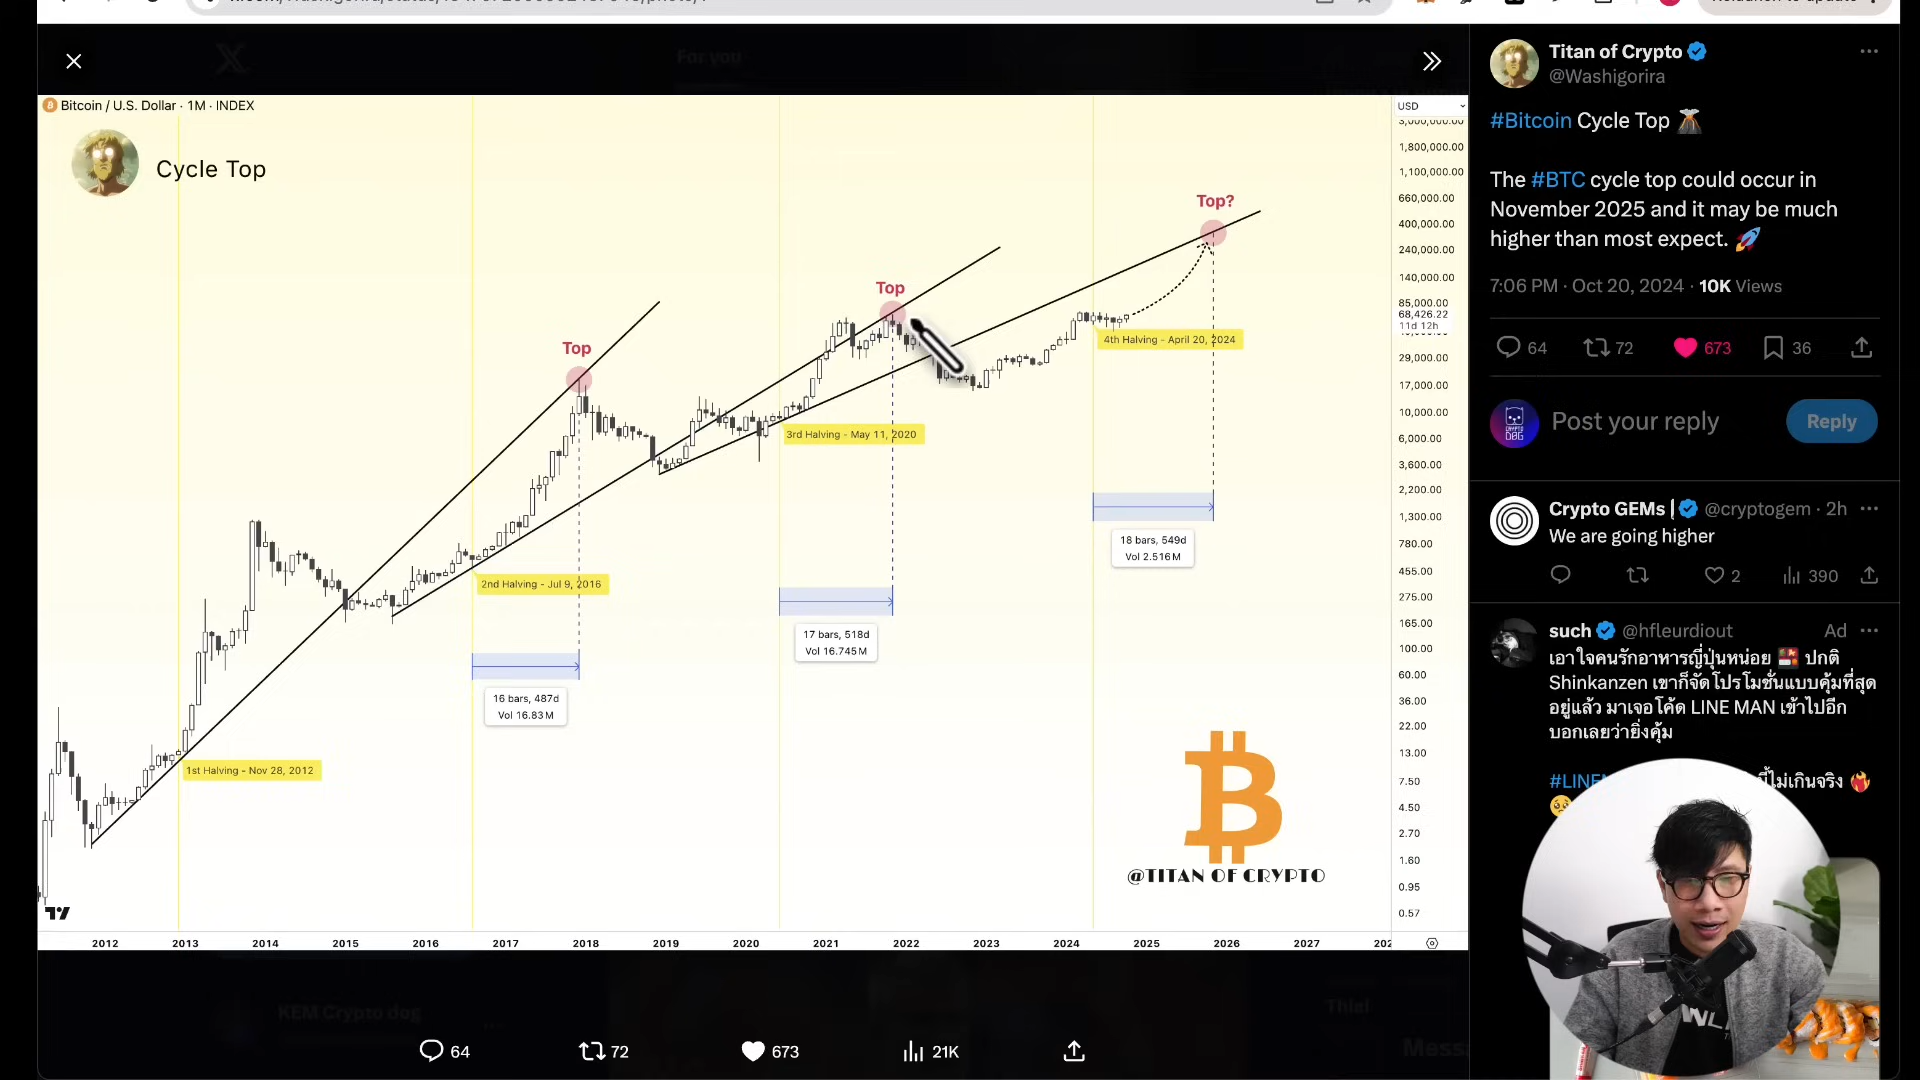 For you
Bitcoin / U.S. Dollar · 1M · INDEX
Cycle Top
Top
Top
Top?
1st Halving - Nov 28, 2012
2nd Halving - Jul 9, 2016
3rd Halving - May 11, 2020
4th Halving - April 20, 2024
16 bars, 487d
Vol 16.83 M
17 bars, 518d
Vol 16.745 M
18 bars, 549d
Vol 2.516 M
@TITAN OF CRYPTO
USD
3,000,000.00
1,800,000.00
1,100,000.00
660,000.00
400,000.00
240,000.00
140,000.00
85,000.00
68,426.22
11d 12h
29,000.00
17,000.00
10,000.00
6,000.00
3,600.00
2,200.00
1,300.00
780.00
455.00
275.00
165.00
100.00
60.00
36.00
22.00
13.00
7.50
4.50
2.70
1.60
0.95
0.57
2012 2013 2014 2015 2016 2017 2018 2019 2020 2021 2022 2023 2024 2025 2026 2027
KEM Crypto dog
64 72 673 21K
Titan of Crypto
@Washigorira
#Bitcoin Cycle Top
The #BTC cycle top could occur in
November 2025 and it may be much
higher than most expect.
7:06 PM · Oct 20, 2024 · 10K Views
64 72 673 36
Post your reply
Reply
Crypto GEMs | @cryptogem · 2h
We are going higher
2 390
such @hfleurdiout Ad
เอาใจคนรักอาหารญี่ปุ่นหน่อย ปกติ
Shinkanzen เขาก็จัดโปรโมชั่นแบบคุ้มที่สุด
อยู่แล้ว มาเจอโค้ด LINE MAN เข้าไปอีก
บอกเลยว่ายิ่งคุ้ม